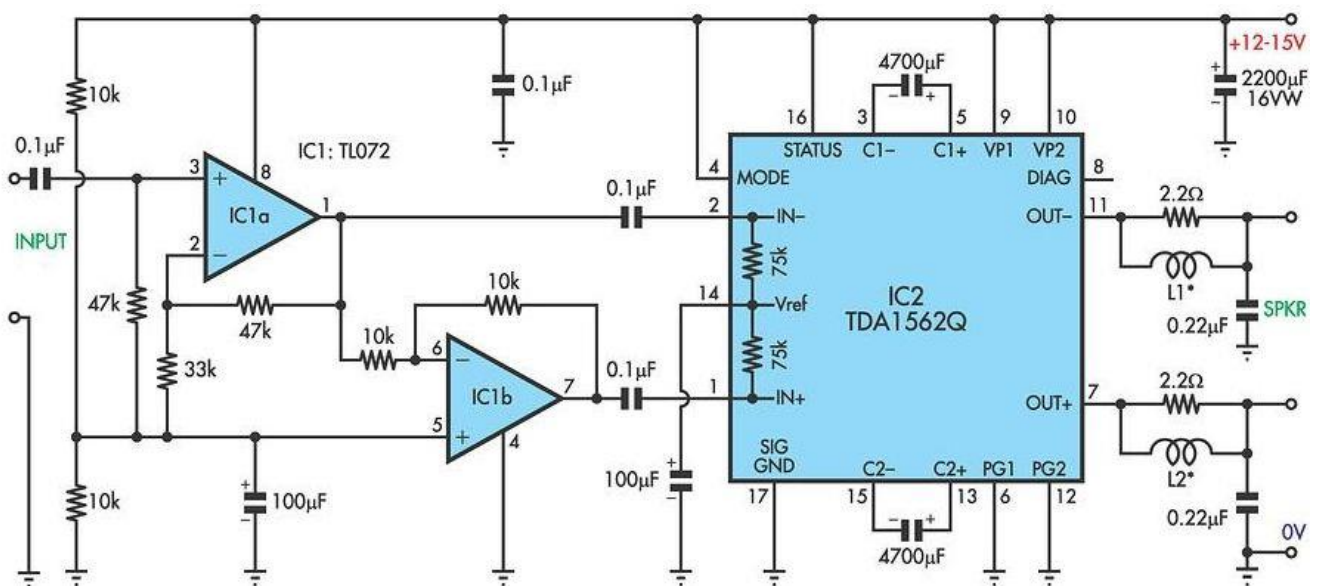 +12-15V
4700µF
−
+
10k
0.1µF
+
2200µF
−
16VW
3
5
9
10
16
0.1µF
IC1: TL072
STATUS
C1−
C1+
VP1
VP2
8
4
MODE
DIAG
3
+
8
0.1µF
2.2Ω
IC1a
1
2
IN−
OUT−
11
INPUT
2
−
75k
L1*
10k
14
Vref
IC2
TDA1562Q
SPKR
47k
47k
0.22µF
10k
75k
33k
6
−
0.1µF
2.2Ω
IC1b
7
1
IN+
OUT+
7
5
+
4
SIG
GND
C2−
C2+
PG1
PG2
L2*
10k
+
100µF
−
100µF
+
−
17
15
13
6
12
0.22µF
−
+
4700µF
0V